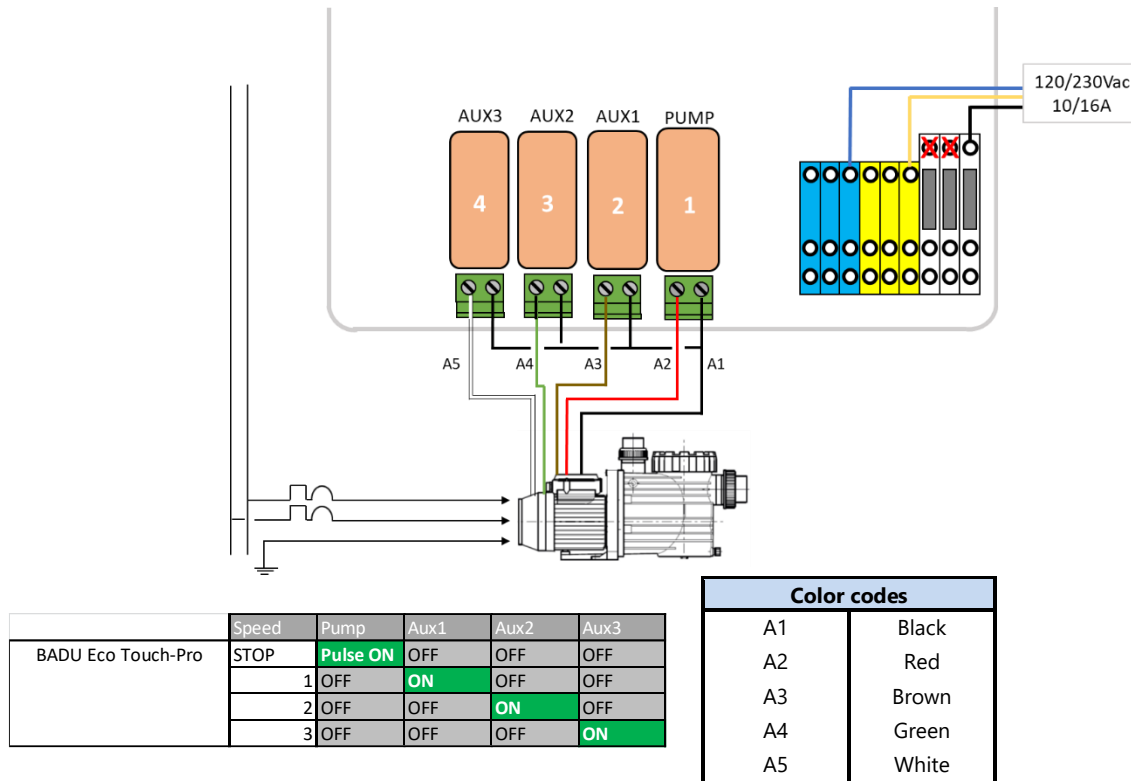 120/230Vac
10/16A
AUX3 AUX2 AUX1 PUMP
4 3 2 1
A5 A4 A3 A2 A1
Speed Pump Aux1 Aux2 Aux3
BADU Eco Touch-Pro STOP Pulse ON OFF OFF OFF
1 OFF ON OFF OFF
2 OFF OFF ON OFF
3 OFF OFF OFF ON
Color codes
A1 Black
A2 Red
A3 Brown
A4 Green
A5 White